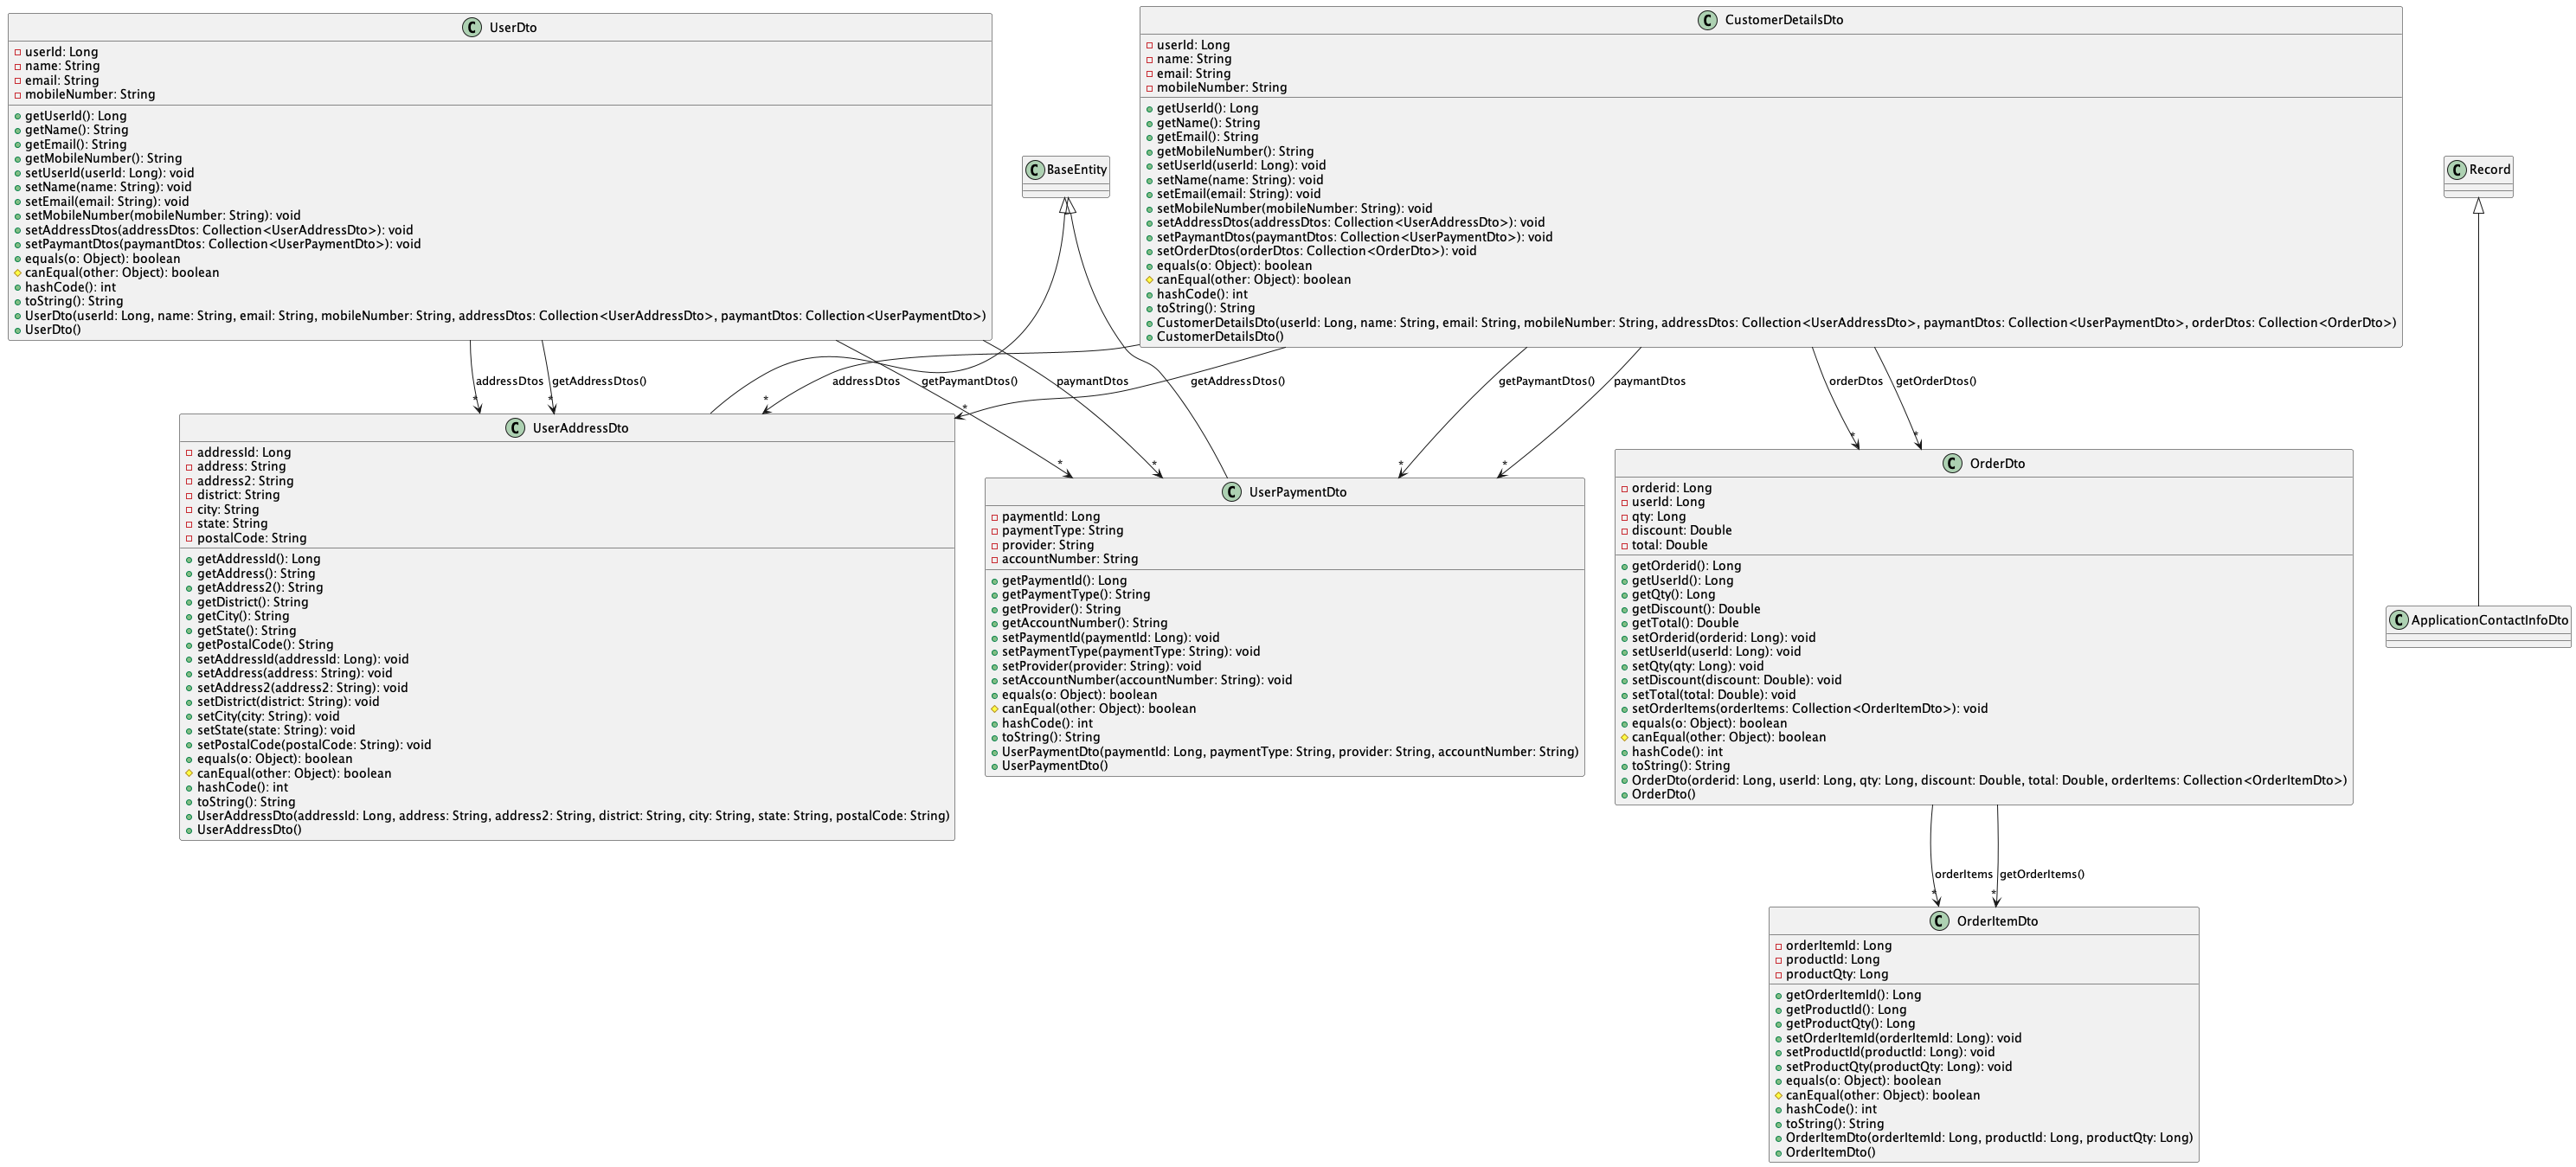 C UserDto
userId: Long
name: String
email: String
mobileNumber: String
getUserId(): Long
getName(): String
getEmail(): String
getMobileNumber(): String
setUserId(userId: Long): void
setName(name: String): void
setEmail(email: String): void
setMobileNumber(mobileNumber: String): void
setAddressDtos(addressDtos: Collection<UserAddressDto>): void
setPaymantDtos(paymantDtos: Collection<UserPaymentDto>): void
equals(o: Object): boolean
canEqual(other: Object): boolean
hashCode(): int
toString(): String
UserDto(userId: Long, name: String, email: String, mobileNumber: String, addressDtos: Collection<UserAddressDto>, paymantDtos: Collection<UserPaymentDto>)
UserDto()
C BaseEntity
C CustomerDetailsDto
userId: Long
name: String
email: String
mobileNumber: String
getUserId(): Long
getName(): String
getEmail(): String
getMobileNumber(): String
setUserId(userId: Long): void
setName(name: String): void
setEmail(email: String): void
setMobileNumber(mobileNumber: String): void
setAddressDtos(addressDtos: Collection<UserAddressDto>): void
setPaymantDtos(paymantDtos: Collection<UserPaymentDto>): void
setOrderDtos(orderDtos: Collection<OrderDto>): void
equals(o: Object): boolean
canEqual(other: Object): boolean
hashCode(): int
toString(): String
CustomerDetailsDto(userId: Long, name: String, email: String, mobileNumber: String, addressDtos: Collection<UserAddressDto>, paymantDtos: Collection<UserPaymentDto>, orderDtos: Collection<OrderDto>)
CustomerDetailsDto()
C Record
addressDtos
getAddressDtos()
addressDtos
getPaymantDtos()
paymantDtos
getAddressDtos()
getPaymantDtos()
paymantDtos
orderDtos
getOrderDtos()
*
*
*
*
*
*
*
*
*
*
C UserAddressDto
addressId: Long
address: String
address2: String
district: String
city: String
state: String
postalCode: String
getAddressId(): Long
getAddress(): String
getAddress2(): String
getDistrict(): String
getCity(): String
getState(): String
getPostalCode(): String
setAddressId(addressId: Long): void
setAddress(address: String): void
setAddress2(address2: String): void
setDistrict(district: String): void
setCity(city: String): void
setState(state: String): void
setPostalCode(postalCode: String): void
equals(o: Object): boolean
canEqual(other: Object): boolean
hashCode(): int
toString(): String
UserAddressDto(addressId: Long, address: String, address2: String, district: String, city: String, state: String, postalCode: String)
UserAddressDto()
C UserPaymentDto
paymentId: Long
paymentType: String
provider: String
accountNumber: String
getPaymentId(): Long
getPaymentType(): String
getProvider(): String
getAccountNumber(): String
setPaymentId(paymentId: Long): void
setPaymentType(paymentType: String): void
setProvider(provider: String): void
setAccountNumber(accountNumber: String): void
equals(o: Object): boolean
canEqual(other: Object): boolean
hashCode(): int
toString(): String
UserPaymentDto(paymentId: Long, paymentType: String, provider: String, accountNumber: String)
UserPaymentDto()
C OrderDto
orderid: Long
userId: Long
qty: Long
discount: Double
total: Double
getOrderid(): Long
getUserId(): Long
getQty(): Long
getDiscount(): Double
getTotal(): Double
setOrderid(orderid: Long): void
setUserId(userId: Long): void
setQty(qty: Long): void
setDiscount(discount: Double): void
setTotal(total: Double): void
setOrderItems(orderItems: Collection<OrderItemDto>): void
equals(o: Object): boolean
canEqual(other: Object): boolean
hashCode(): int
toString(): String
OrderDto(orderid: Long, userId: Long, qty: Long, discount: Double, total: Double, orderItems: Collection<OrderItemDto>)
OrderDto()
C ApplicationContactInfoDto
orderItems
getOrderItems()
*
*
C OrderItemDto
orderItemId: Long
productId: Long
productQty: Long
getOrderItemId(): Long
getProductId(): Long
getProductQty(): Long
setOrderItemId(orderItemId: Long): void
setProductId(productId: Long): void
setProductQty(productQty: Long): void
equals(o: Object): boolean
canEqual(other: Object): boolean
hashCode(): int
toString(): String
OrderItemDto(orderItemId: Long, productId: Long, productQty: Long)
OrderItemDto()